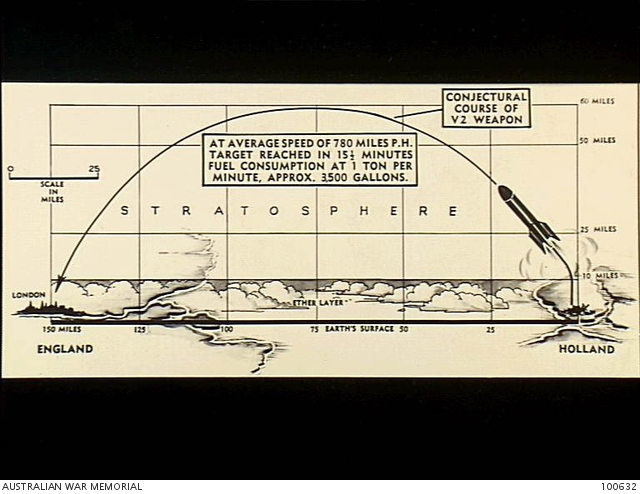 CONJECTURAL
COURSE OF
V2 WEAPON
60 MILES
AT AVERAGE SPEED OF 780 MILES P.H.
TARGET REACHED IN 15½ MINUTES
FUEL CONSUMPTION AT 1 TON PER
MINUTE, APPROX. 3,500 GALLONS.
50 MILES
0 25
SCALE
IN
MILES
STRATOSPHERE
25 MILES
10 MILES
LONDON
ETHER LAYER
150 MILES 125 100 75 EARTH'S SURFACE 50 25
ENGLAND HOLLAND
AUSTRALIAN WAR MEMORIAL 100632